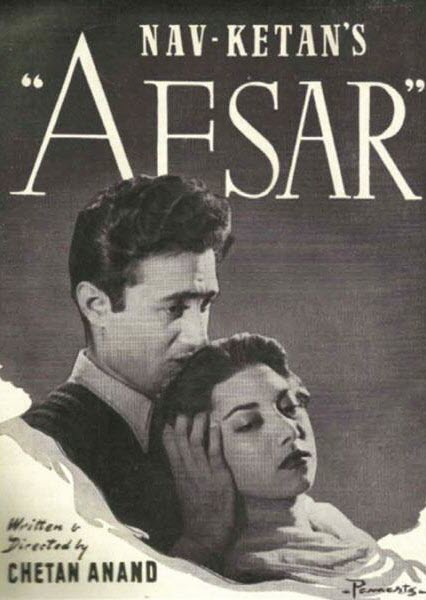 NAV-KETAN'S
"AFSAR"
Written &
Directed by
CHETAN ANAND